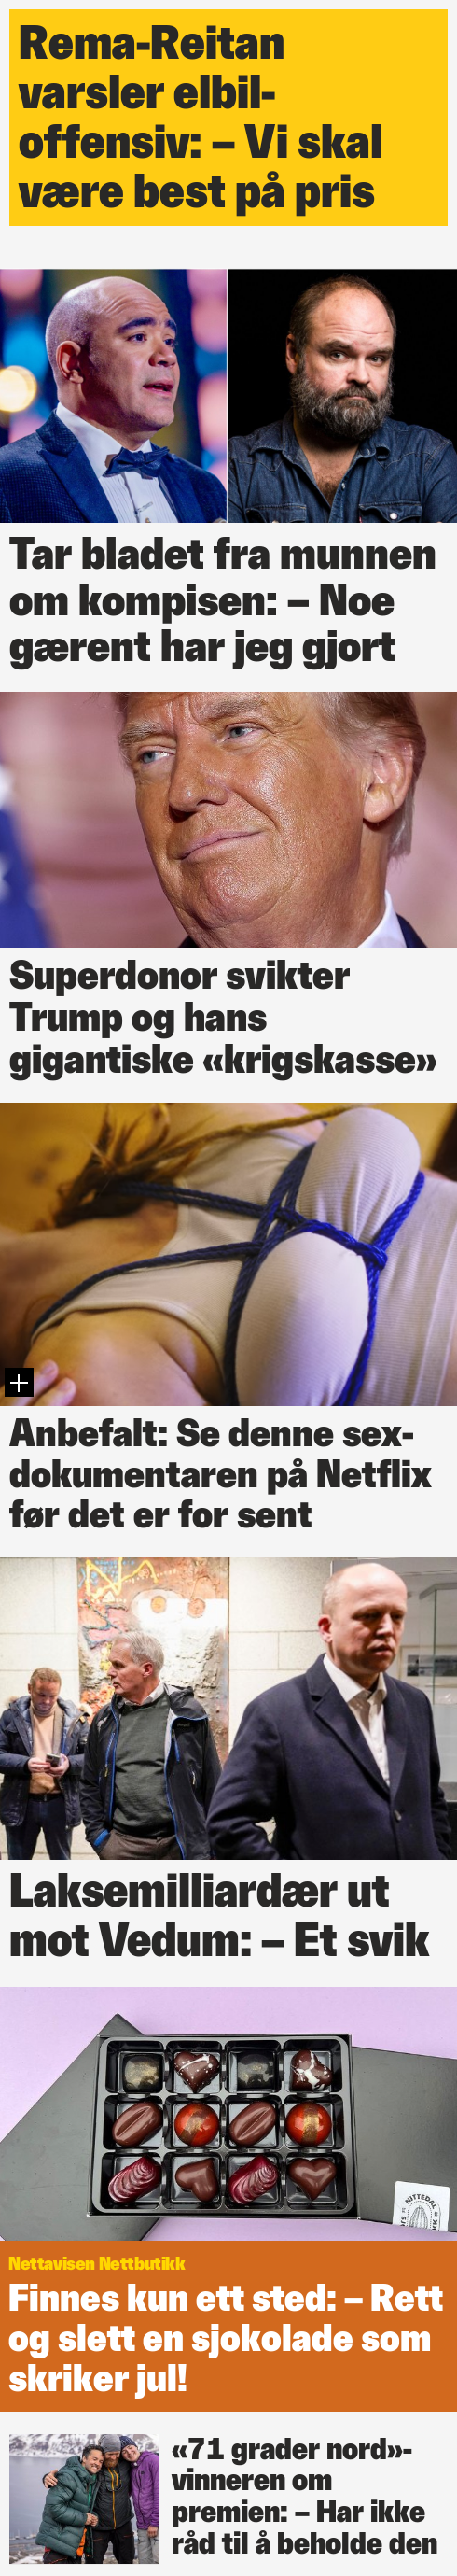 Rema-Reitan
varsler elbil-
offensiv: – Vi skal
være best på pris
Tar bladet fra munnen
om kompisen: – Noe
gærent har jeg gjort
Superdonor svikter
Trump og hans
gigantiske «krigskasse»
Anbefalt: Se denne sex-
dokumentaren på Netflix
før det er for sent
Laksemilliardær ut
mot Vedum: – Et svik
NITTEDAL
Nettavisen Nettbutikk
Finnes kun ett sted: – Rett
og slett en sjokolade som
skriker jul!
«71 grader nord»-
vinneren om
premien: – Har ikke
råd til å beholde den